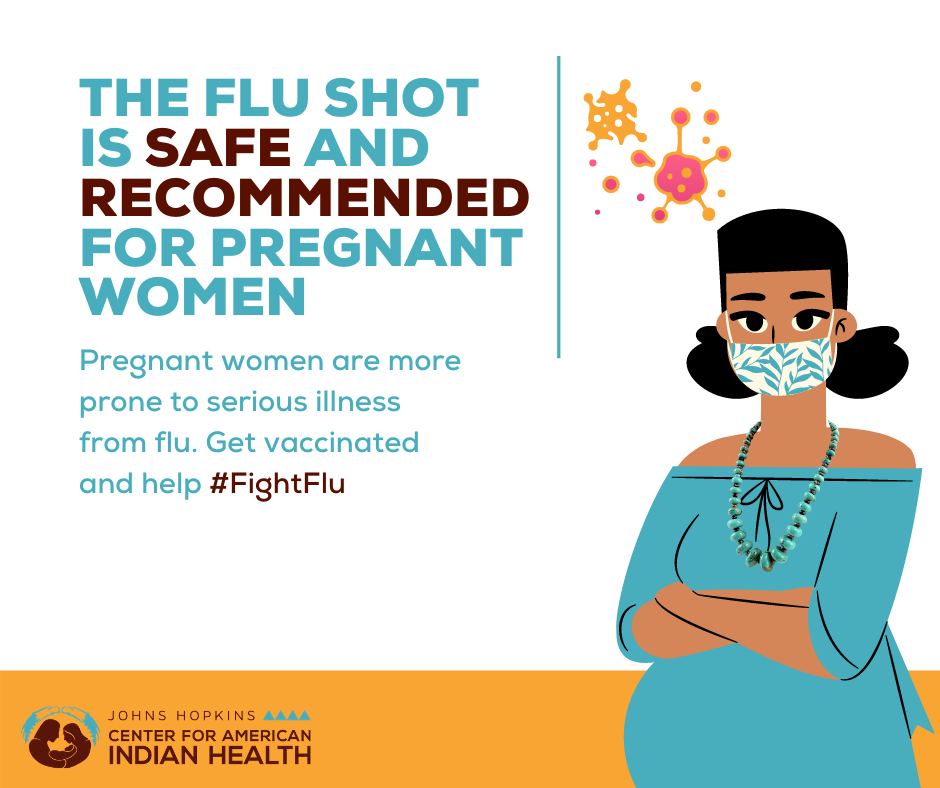 THE FLU SHOT
IS SAFE AND
RECOMMENDED
FOR PREGNANT
WOMEN
Pregnant women are more
prone to serious illness
from flu. Get vaccinated
and help #FightFlu
JOHNS HOPKINS
CENTER FOR AMERICAN
INDIAN HEALTH